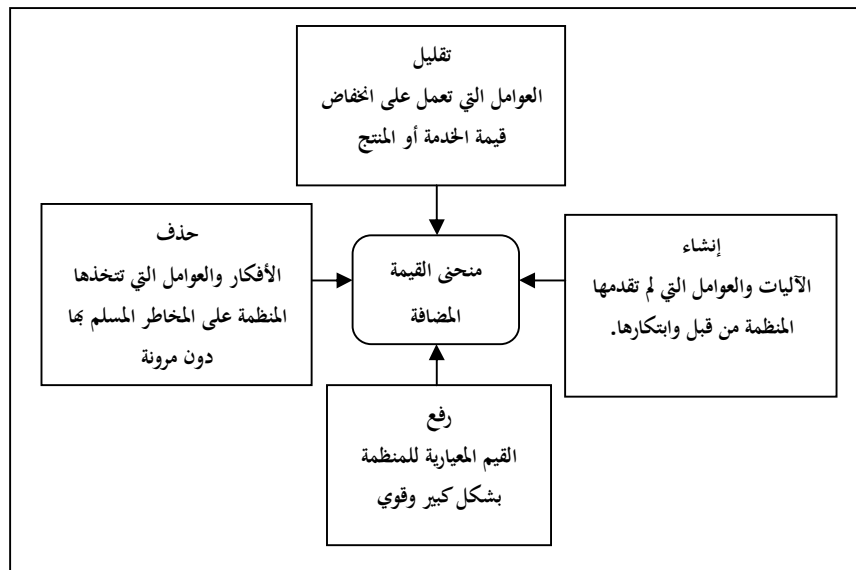 تقليل
العوامل التي تعمل على انخفاض
قيمة الخدمة أو المنتج
إنشاء
الآليات والعوامل التي لم تقدمها
المنظمة من قبل وابتكارها.
منحنى القيمة
المضافة
حذف
الأفكار والعوامل التي تتخذها
المنظمة على المخاطر المسلم بها
دون مرونة
رفع
القيم المعيارية للمنظمة
بشكل كبير وقوي